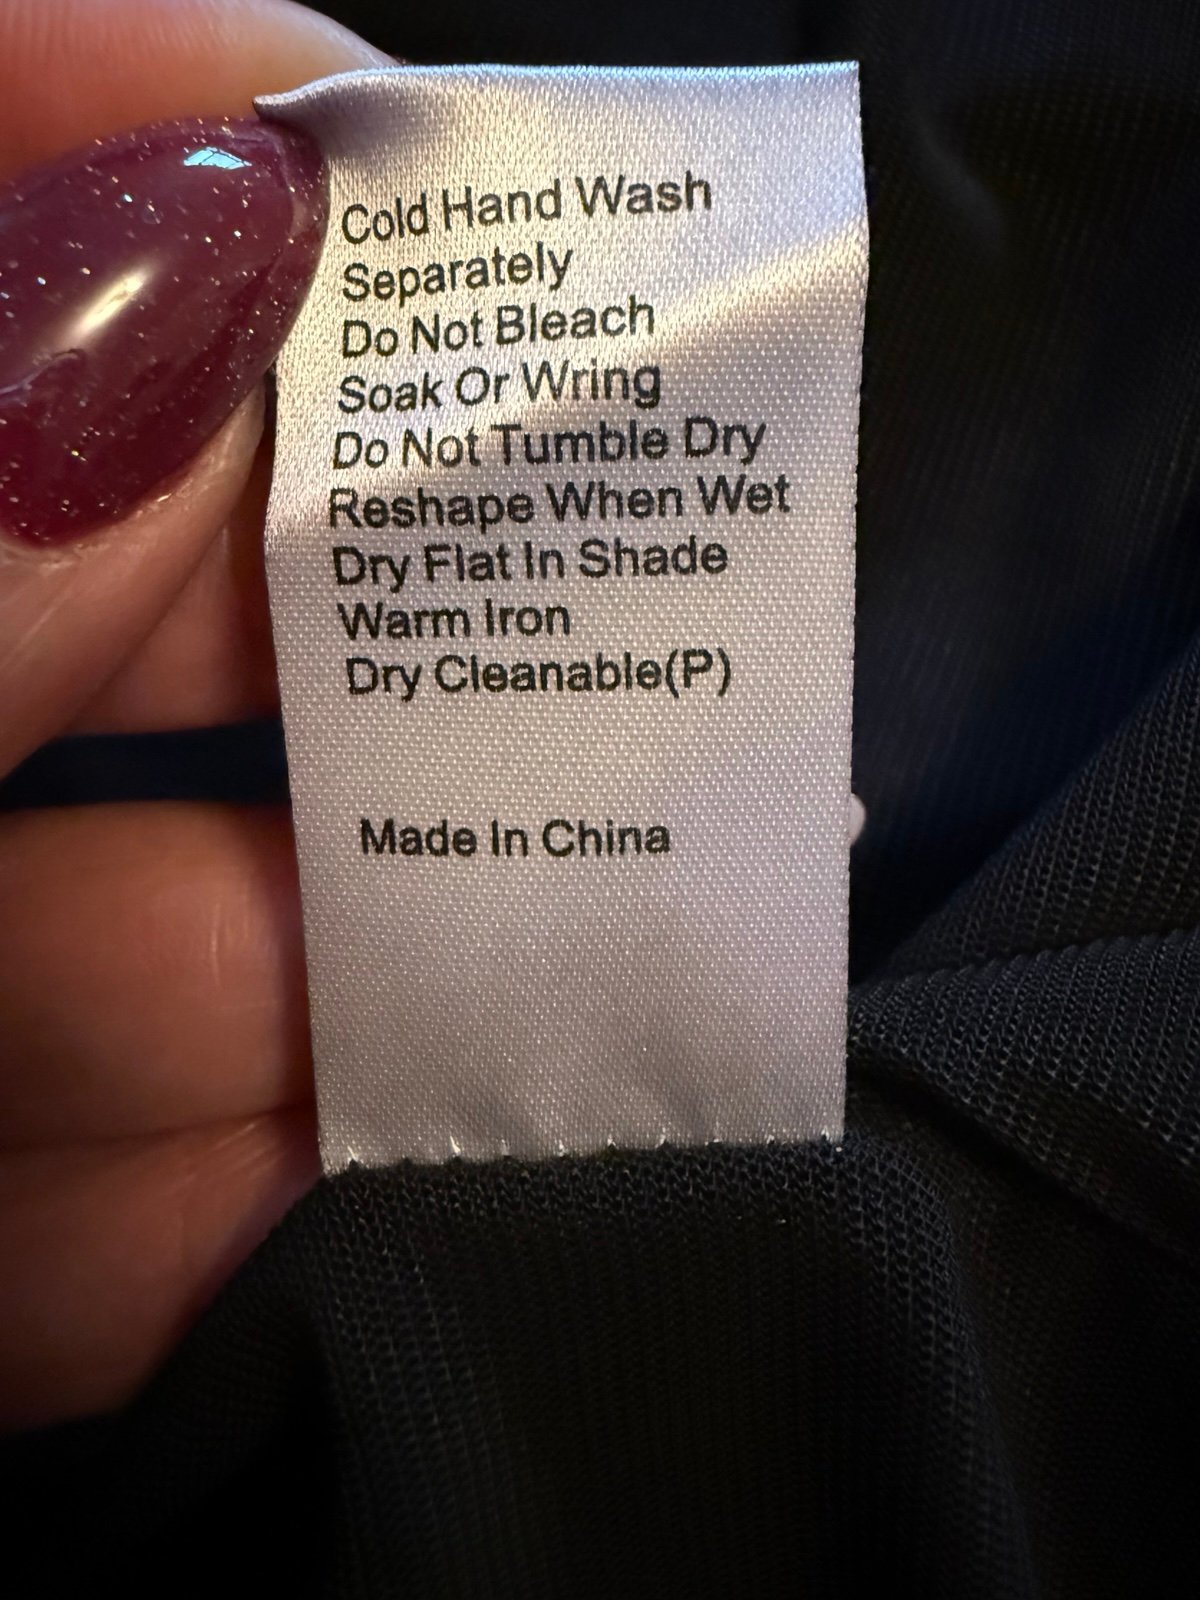 Cold Hand Wash
Separately
Do Not Bleach
Soak Or Wring
Do Not Tumble Dry
Reshape When Wet
Dry Flat In Shade
Warm Iron
Dry Cleanable(P)
Made In China